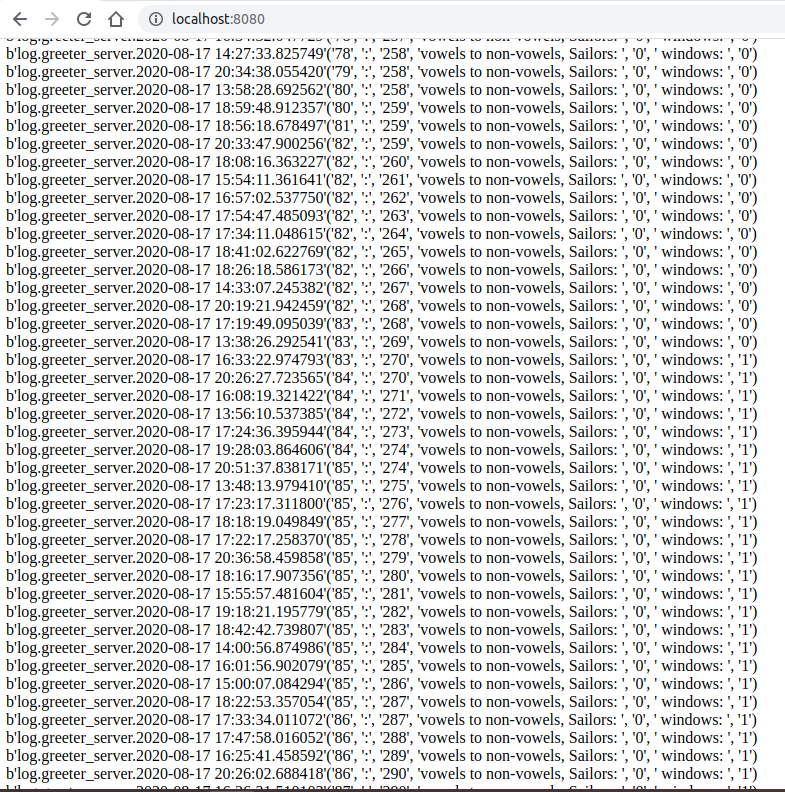 localhost:8080
b'log.greeter_server.2020-08-17 14:27:33.825749'('78', ':', '258', 'vowels to non-vowels, Sailors: ', '0', ' windows: ', '0')
b'log.greeter_server.2020-08-17 20:34:38.055420'('79', ':', '258', 'vowels to non-vowels, Sailors: ', '0', ' windows: ', '0')
b'log.greeter_server.2020-08-17 13:58:28.692562'('80', ':', '258', 'vowels to non-vowels, Sailors: ', '0', ' windows: ', '0')
b'log.greeter_server.2020-08-17 18:59:48.912357'('80', ':', '259', 'vowels to non-vowels, Sailors: ', '0', ' windows: ', '0')
b'log.greeter_server.2020-08-17 18:56:18.678497'('81', ':', '259', 'vowels to non-vowels, Sailors: ', '0', ' windows: ', '0')
b'log.greeter_server.2020-08-17 20:33:47.900256'('82', ':', '259', 'vowels to non-vowels, Sailors: ', '0', ' windows: ', '0')
b'log.greeter_server.2020-08-17 18:08:16.363227'('82', ':', '260', 'vowels to non-vowels, Sailors: ', '0', ' windows: ', '0')
b'log.greeter_server.2020-08-17 15:54:11.361641'('82', ':', '261', 'vowels to non-vowels, Sailors: ', '0', ' windows: ', '0')
b'log.greeter_server.2020-08-17 16:57:02.537750'('82', ':', '262', 'vowels to non-vowels, Sailors: ', '0', ' windows: ', '0')
b'log.greeter_server.2020-08-17 17:54:47.485093'('82', ':', '263', 'vowels to non-vowels, Sailors: ', '0', ' windows: ', '0')
b'log.greeter_server.2020-08-17 17:34:11.048615'('82', ':', '264', 'vowels to non-vowels, Sailors: ', '0', ' windows: ', '0')
b'log.greeter_server.2020-08-17 18:41:02.622769'('82', ':', '265', 'vowels to non-vowels, Sailors: ', '0', ' windows: ', '0')
b'log.greeter_server.2020-08-17 18:26:18.586173'('82', ':', '266', 'vowels to non-vowels, Sailors: ', '0', ' windows: ', '0')
b'log.greeter_server.2020-08-17 14:33:07.245382'('82', ':', '267', 'vowels to non-vowels, Sailors: ', '0', ' windows: ', '0')
b'log.greeter_server.2020-08-17 20:19:21.942459'('82', ':', '268', 'vowels to non-vowels, Sailors: ', '0', ' windows: ', '0')
b'log.greeter_server.2020-08-17 17:19:49.095039'('83', ':', '268', 'vowels to non-vowels, Sailors: ', '0', ' windows: ', '0')
b'log.greeter_server.2020-08-17 13:38:26.292541'('83', ':', '269', 'vowels to non-vowels, Sailors: ', '0', ' windows: ', '0')
b'log.greeter_server.2020-08-17 16:33:22.974793'('83', ':', '270', 'vowels to non-vowels, Sailors: ', '0', ' windows: ', '1')
b'log.greeter_server.2020-08-17 20:26:27.723565'('84', ':', '270', 'vowels to non-vowels, Sailors: ', '0', ' windows: ', '1')
b'log.greeter_server.2020-08-17 16:08:19.321422'('84', ':', '271', 'vowels to non-vowels, Sailors: ', '0', ' windows: ', '1')
b'log.greeter_server.2020-08-17 13:56:10.537385'('84', ':', '272', 'vowels to non-vowels, Sailors: ', '0', ' windows: ', '1')
b'log.greeter_server.2020-08-17 17:24:36.395944'('84', ':', '273', 'vowels to non-vowels, Sailors: ', '0', ' windows: ', '1')
b'log.greeter_server.2020-08-17 19:28:03.864606'('84', ':', '274', 'vowels to non-vowels, Sailors: ', '0', ' windows: ', '1')
b'log.greeter_server.2020-08-17 20:51:37.838171'('85', ':', '274', 'vowels to non-vowels, Sailors: ', '0', ' windows: ', '1')
b'log.greeter_server.2020-08-17 13:48:13.979410'('85', ':', '275', 'vowels to non-vowels, Sailors: ', '0', ' windows: ', '1')
b'log.greeter_server.2020-08-17 17:23:17.311800'('85', ':', '276', 'vowels to non-vowels, Sailors: ', '0', ' windows: ', '1')
b'log.greeter_server.2020-08-17 18:18:19.049849'('85', ':', '277', 'vowels to non-vowels, Sailors: ', '0', ' windows: ', '1')
b'log.greeter_server.2020-08-17 17:22:17.258370'('85', ':', '278', 'vowels to non-vowels, Sailors: ', '0', ' windows: ', '1')
b'log.greeter_server.2020-08-17 20:36:58.459858'('85', ':', '279', 'vowels to non-vowels, Sailors: ', '0', ' windows: ', '1')
b'log.greeter_server.2020-08-17 18:16:17.907356'('85', ':', '280', 'vowels to non-vowels, Sailors: ', '0', ' windows: ', '1')
b'log.greeter_server.2020-08-17 15:55:57.481604'('85', ':', '281', 'vowels to non-vowels, Sailors: ', '0', ' windows: ', '1')
b'log.greeter_server.2020-08-17 19:18:21.195779'('85', ':', '282', 'vowels to non-vowels, Sailors: ', '0', ' windows: ', '1')
b'log.greeter_server.2020-08-17 18:42:42.739807'('85', ':', '283', 'vowels to non-vowels, Sailors: ', '0', ' windows: ', '1')
b'log.greeter_server.2020-08-17 14:00:56.874986'('85', ':', '284', 'vowels to non-vowels, Sailors: ', '0', ' windows: ', '1')
b'log.greeter_server.2020-08-17 16:01:56.902079'('85', ':', '285', 'vowels to non-vowels, Sailors: ', '0', ' windows: ', '1')
b'log.greeter_server.2020-08-17 15:00:07.084294'('85', ':', '286', 'vowels to non-vowels, Sailors: ', '0', ' windows: ', '1')
b'log.greeter_server.2020-08-17 18:22:53.357054'('85', ':', '287', 'vowels to non-vowels, Sailors: ', '0', ' windows: ', '1')
b'log.greeter_server.2020-08-17 17:33:34.011072'('86', ':', '287', 'vowels to non-vowels, Sailors: ', '0', ' windows: ', '1')
b'log.greeter_server.2020-08-17 17:47:58.016052'('86', ':', '288', 'vowels to non-vowels, Sailors: ', '0', ' windows: ', '1')
b'log.greeter_server.2020-08-17 16:25:41.458592'('86', ':', '289', 'vowels to non-vowels, Sailors: ', '0', ' windows: ', '1')
b'log.greeter_server.2020-08-17 20:26:02.688418'('86', ':', '290', 'vowels to non-vowels, Sailors: ', '0', ' windows: ', '1')